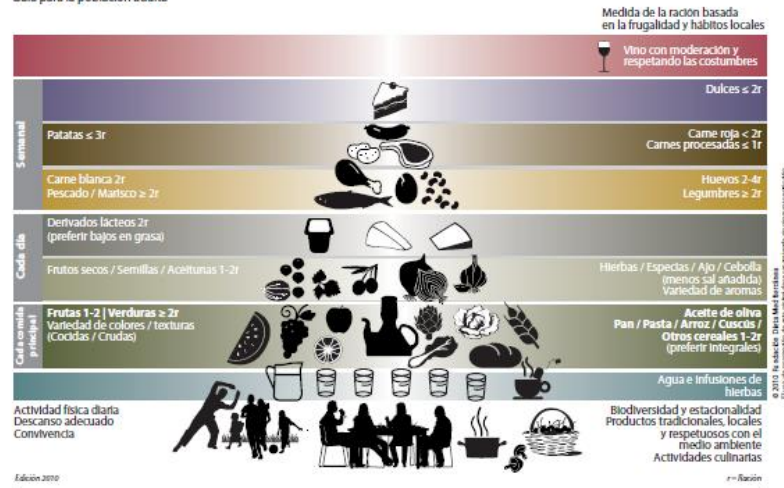 Guía para la población adulta
Medida de la ración basada
en la frugalidad y hábitos locales
Vino con moderación y
respetando las costumbres
Semanal
Dulces ≤ 2r
Patatas ≤ 3r
Carne roja < 2r
Carnes procesadas ≤ 1r
Carne blanca 2r
Pescado / Marisco ≥ 2r
Huevos 2-4r
Legumbres ≥ 2r
Cada día
Derivados lácteos 2r
(preferir bajos en grasa)
Frutos secos / Semillas / Aceitunas 1-2r
Hierbas / Especias / Ajo / Cebolla
(menos sal añadida)
Variedad de aromas
Cada comida
principal
Frutas 1-2 | Verduras ≥ 2r
Variedad de colores / texturas
(Cocidas / Crudas)
Aceite de oliva
Pan / Pasta / Arroz / Cuscús /
Otros cereales 1-2r
(preferir integrales)
Agua e infusiones de
hierbas
Actividad física diaria
Descanso adecuado
Convivencia
Biodiversidad y estacionalidad
Productos tradicionales, locales
y respetuosos con el
medio ambiente
Actividades culinarias
Edición 2010
r = Ración
© 2010 Fundación Dieta Mediterránea